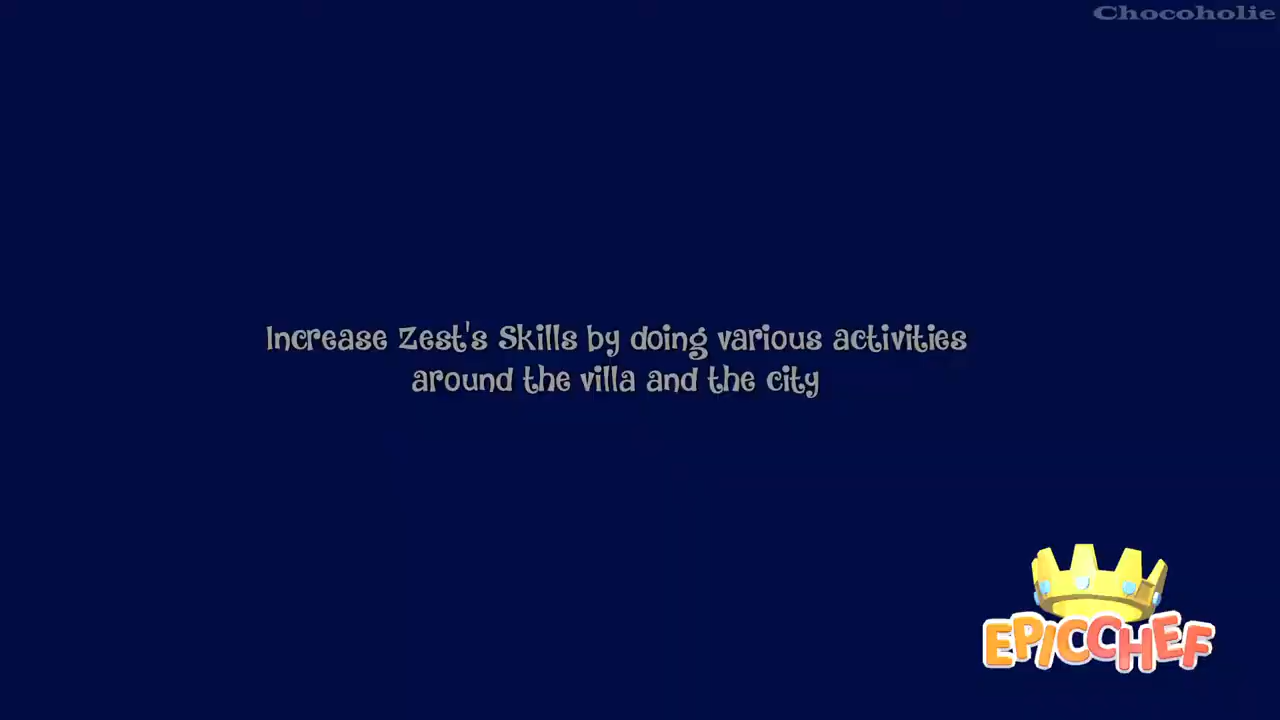 Chocoholie
Increase Zest's Skills by doing various activities
around the villa and the city
EPICCHEF